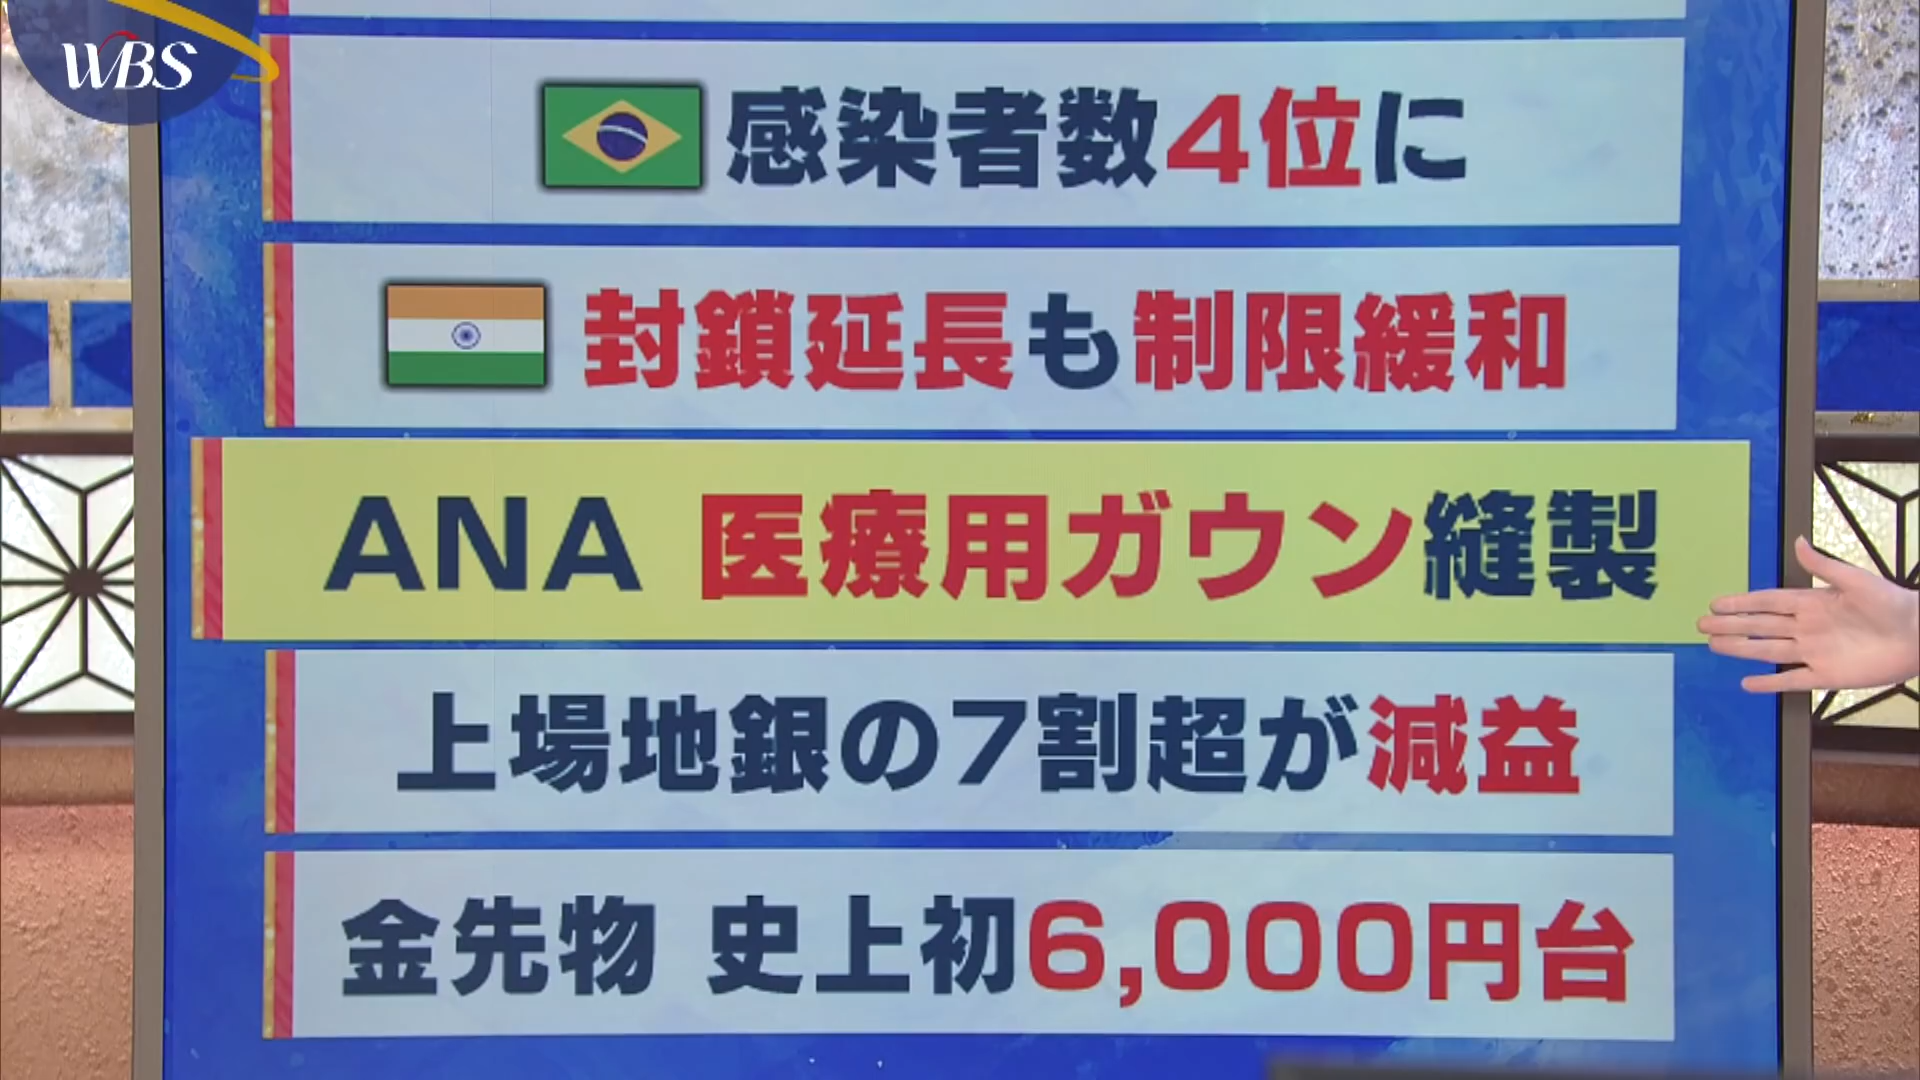 WBS
感染者数4位に
封鎖延長も制限緩和
ANA 医療用ガウン縫製
上場地銀の7割超が減益
金先物 史上初6,000円台